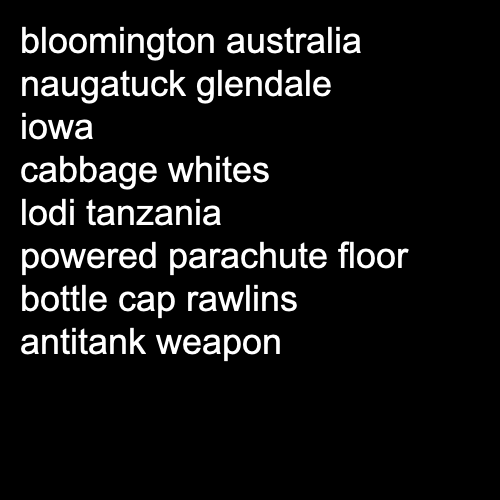 bloomington australia
naugatuck glendale
iowa
cabbage whites
lodi tanzania
powered parachute floor
bottle cap rawlins
antitank weapon